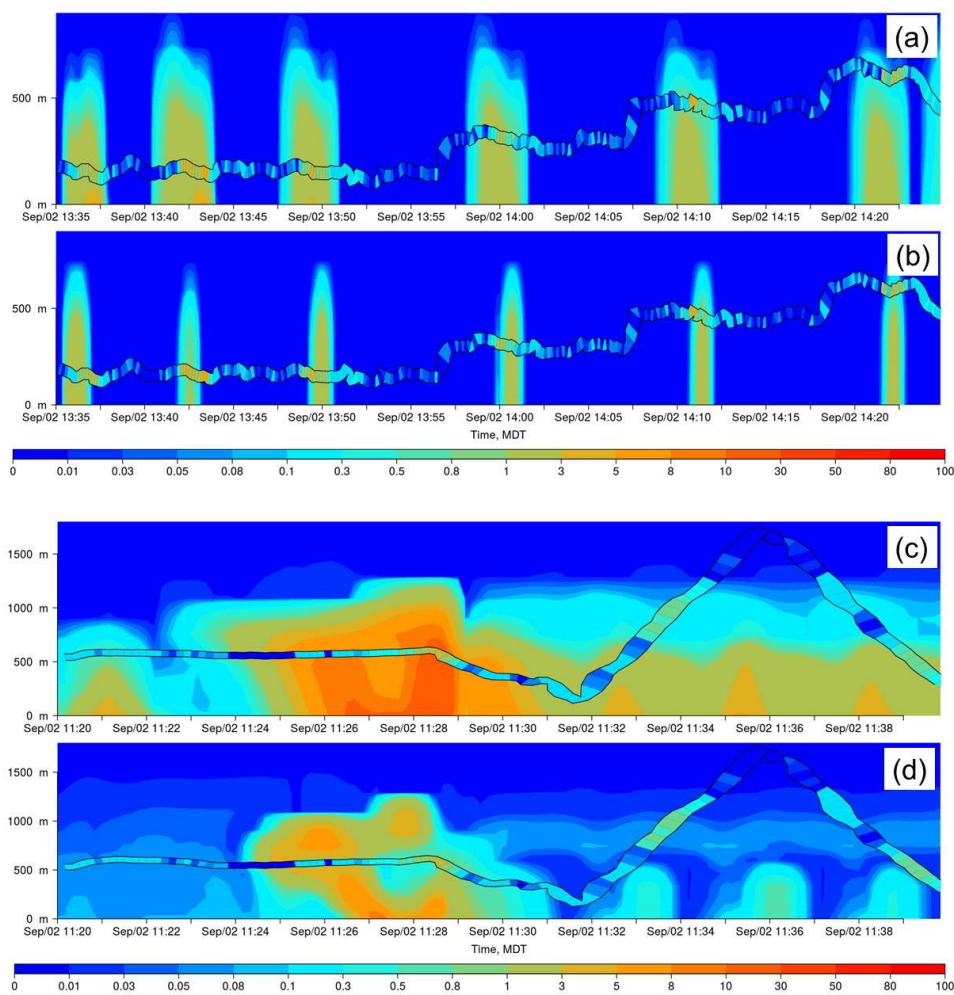 (a)
500 m
0 m
Sep/02 13:35 Sep/02 13:40 Sep/02 13:45 Sep/02 13:50 Sep/02 13:55 Sep/02 14:00 Sep/02 14:05 Sep/02 14:10 Sep/02 14:15 Sep/02 14:20
(b)
500 m
0 m
Sep/02 13:35 Sep/02 13:40 Sep/02 13:45 Sep/02 13:50 Sep/02 13:55 Sep/02 14:00 Sep/02 14:05 Sep/02 14:10 Sep/02 14:15 Sep/02 14:20
Time, MDT
0 0.01 0.03 0.05 0.08 0.1 0.3 0.5 0.8 1 3 5 8 10 30 50 80 100
(c)
1500 m
1000 m
500 m
0 m
Sep/02 11:20 Sep/02 11:22 Sep/02 11:24 Sep/02 11:26 Sep/02 11:28 Sep/02 11:30 Sep/02 11:32 Sep/02 11:34 Sep/02 11:36 Sep/02 11:38
(d)
1500 m
1000 m
500 m
0 m
Sep/02 11:20 Sep/02 11:22 Sep/02 11:24 Sep/02 11:26 Sep/02 11:28 Sep/02 11:30 Sep/02 11:32 Sep/02 11:34 Sep/02 11:36 Sep/02 11:38
Time, MDT
0 0.01 0.03 0.05 0.08 0.1 0.3 0.5 0.8 1 3 5 8 10 30 50 80 100